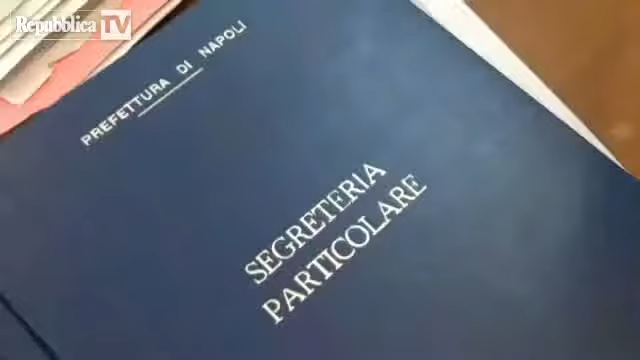 Repubblica TV
PREFETTURA DI NAPOLI
SEGRETERIA
PARTICOLARE